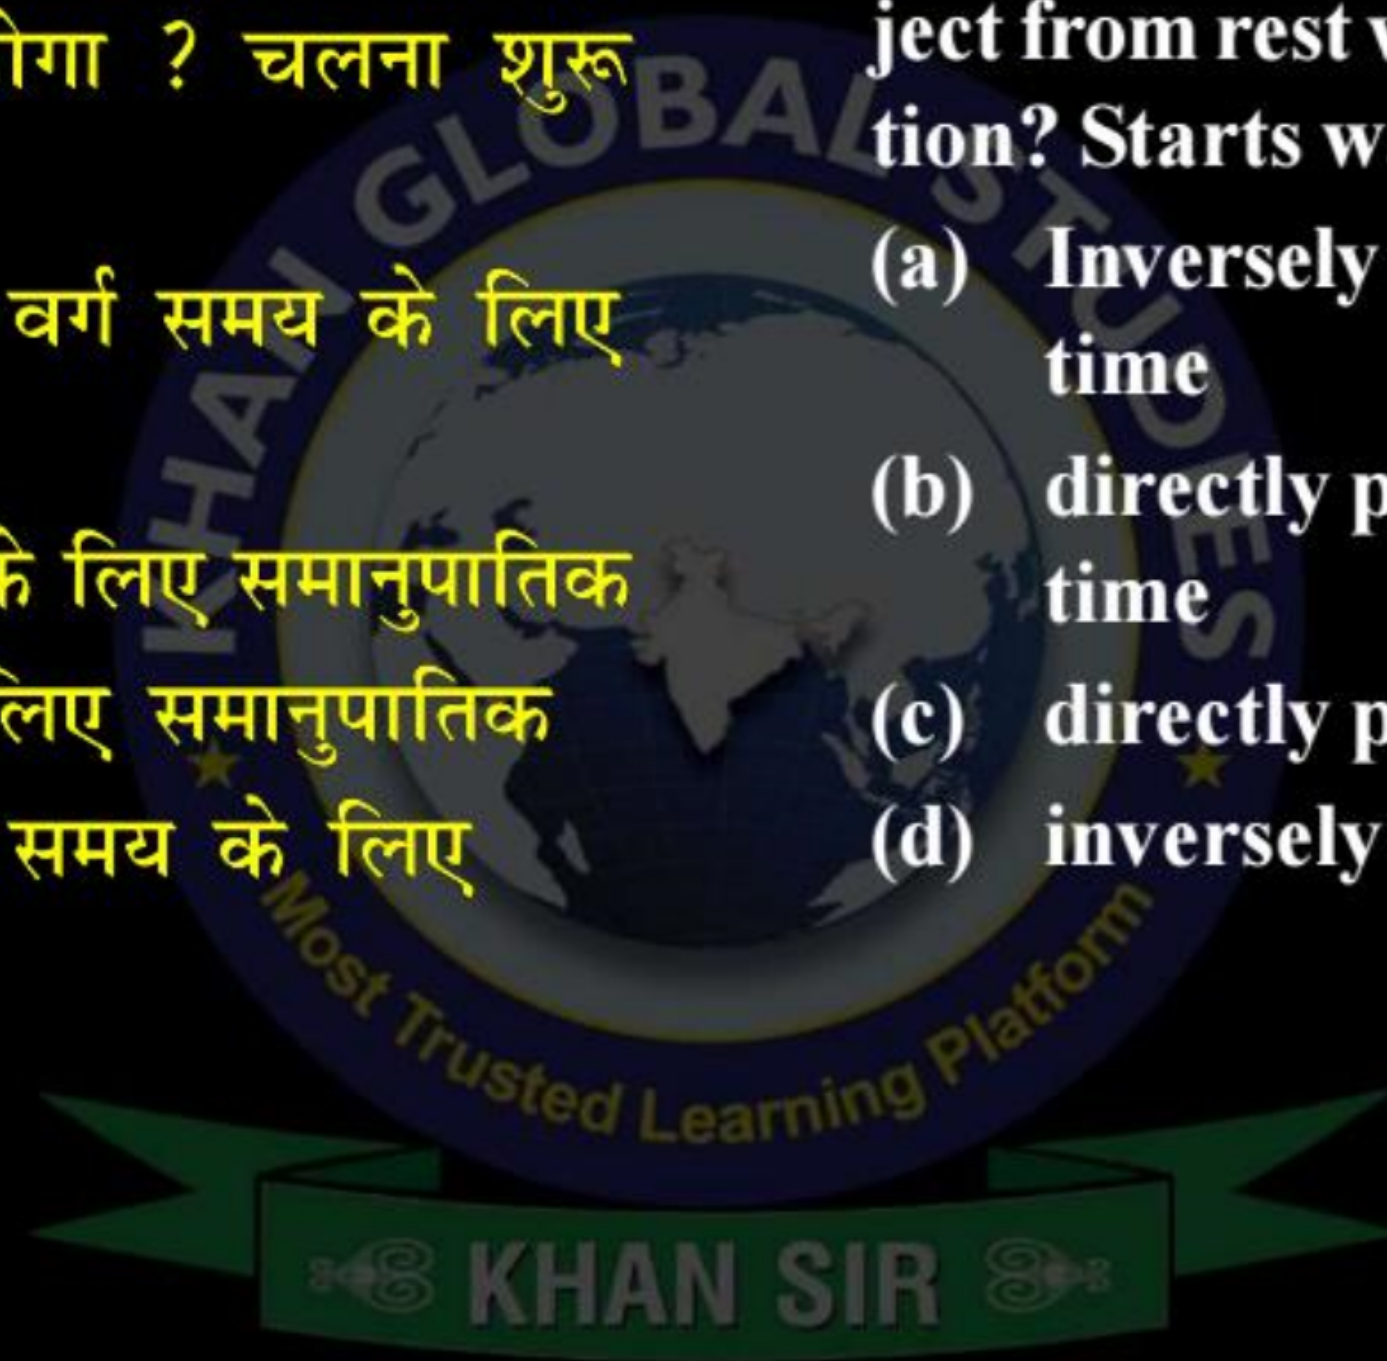 ोगा ? चलना शुरू
वर्ग समय के लिए
के लिए समानुपातिक
लिए समानुपातिक
समय के लिए
ject from rest
tion? Starts w
(a) Inversely
time
(b) directly p
time
(c) directly p
(d) inversely
KHAN GLOBAL STUDIES
Most Trusted Learning Platform
KHAN SIR